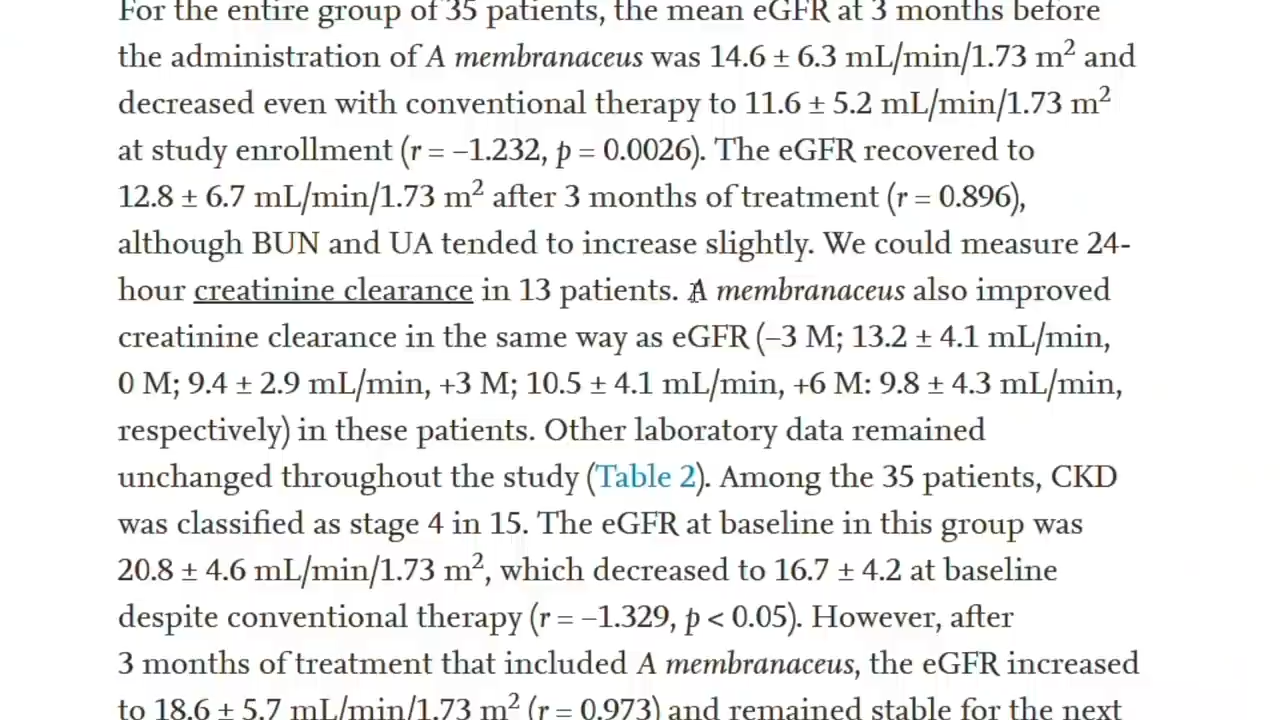 For the entire group of 35 patients, the mean eGFR at 3 months before
the administration of A membranaceus was 14.6 ± 6.3 mL/min/1.73 m² and
decreased even with conventional therapy to 11.6 ± 5.2 mL/min/1.73 m²
at study enrollment (r = –1.232, p = 0.0026). The eGFR recovered to
12.8 ± 6.7 mL/min/1.73 m² after 3 months of treatment (r = 0.896),
although BUN and UA tended to increase slightly. We could measure 24-
hour creatinine clearance in 13 patients. A membranaceus also improved
creatinine clearance in the same way as eGFR (–3 M; 13.2 ± 4.1 mL/min,
0 M; 9.4 ± 2.9 mL/min, +3 M; 10.5 ± 4.1 mL/min, +6 M: 9.8 ± 4.3 mL/min,
respectively) in these patients. Other laboratory data remained
unchanged throughout the study (Table 2). Among the 35 patients, CKD
was classified as stage 4 in 15. The eGFR at baseline in this group was
20.8 ± 4.6 mL/min/1.73 m², which decreased to 16.7 ± 4.2 at baseline
despite conventional therapy (r = –1.329, p < 0.05). However, after
3 months of treatment that included A membranaceus, the eGFR increased
to 18.6 ± 5.7 mL/min/1.73 m² (r = 0.973) and remained stable for the next